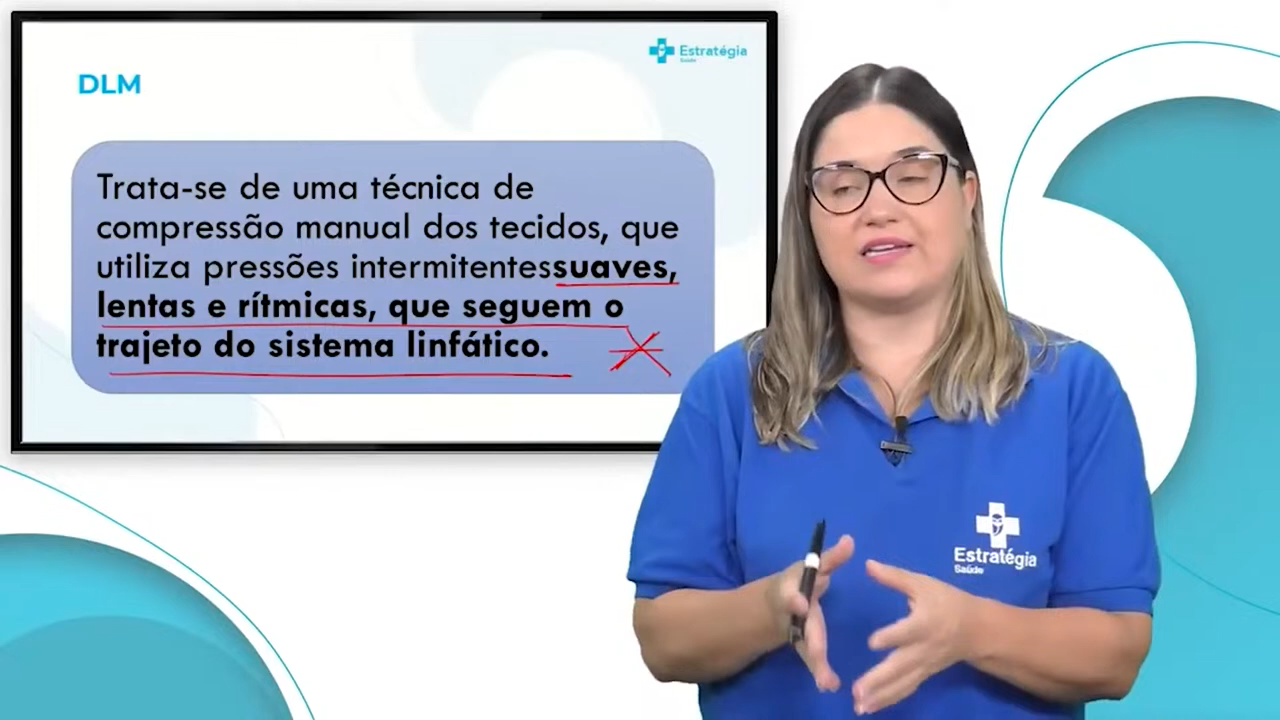 Estratégia
Saúde
DLM
Trata-se de uma técnica de
compressão manual dos tecidos, que
utiliza pressões intermitentessuaves,
lentas e rítmicas, que seguem o
trajeto do sistema linfático.
Estratégia
Saúde